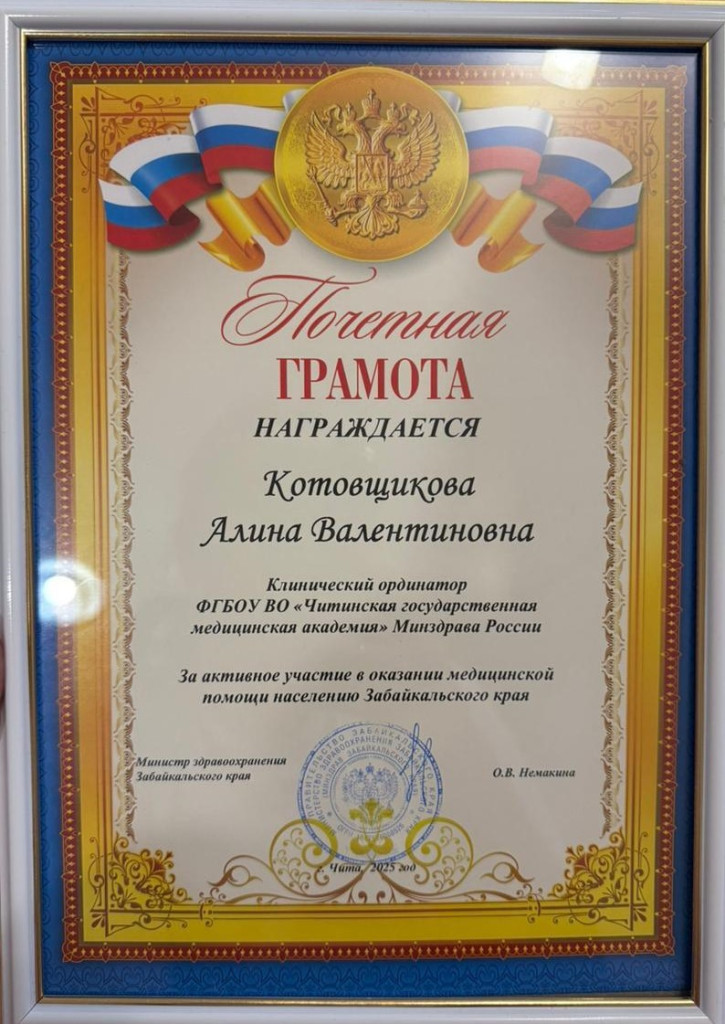 Почетная
ГРАМОТА
НАГРАЖДАЕТСЯ
Котовщикова
Алина Валентиновна
Клинический ординатор
ФГБОУ ВО «Читинская государственная
медицинская академия» Минздрава России
За активное участие в оказании медицинской
помощи населению Забайкальского края
Министр здравоохранения
Забайкальского края
О.В. Немакина
г. Чита, 2025 год